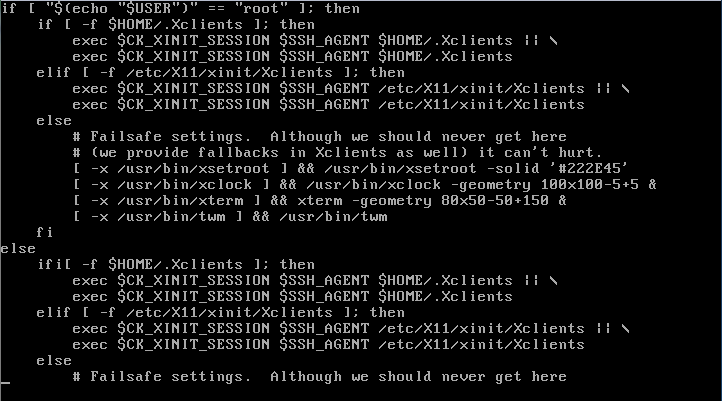 if [ "$(echo "$USER")" == "root" ]; then
    if [ -f $HOME/.Xclients ]; then
        exec $CK_XINIT_SESSION $SSH_AGENT $HOME/.Xclients || \
        exec $CK_XINIT_SESSION $SSH_AGENT $HOME/.Xclients
    elif [ -f /etc/X11/xinit/Xclients ]; then
        exec $CK_XINIT_SESSION $SSH_AGENT /etc/X11/xinit/Xclients || \
        exec $CK_XINIT_SESSION $SSH_AGENT /etc/X11/xinit/Xclients
    else
        # Failsafe settings.  Although we should never get here
        # (we provide fallbacks in Xclients as well) it can't hurt.
        [ -x /usr/bin/xsetroot ] && /usr/bin/xsetroot -solid '#222E45'
        [ -x /usr/bin/xclock ] && /usr/bin/xclock -geometry 100x100-5+5 &
        [ -x /usr/bin/xterm ] && xterm -geometry 80x50-50+150 &
        [ -x /usr/bin/twm ] && /usr/bin/twm
    fi
else
    ifi[ -f $HOME/.Xclients ]; then
        exec $CK_XINIT_SESSION $SSH_AGENT $HOME/.Xclients || \
        exec $CK_XINIT_SESSION $SSH_AGENT $HOME/.Xclients
    elif [ -f /etc/X11/xinit/Xclients ]; then
        exec $CK_XINIT_SESSION $SSH_AGENT /etc/X11/xinit/Xclients || \
        exec $CK_XINIT_SESSION $SSH_AGENT /etc/X11/xinit/Xclients
    else
        # Failsafe settings.  Although we should never get here